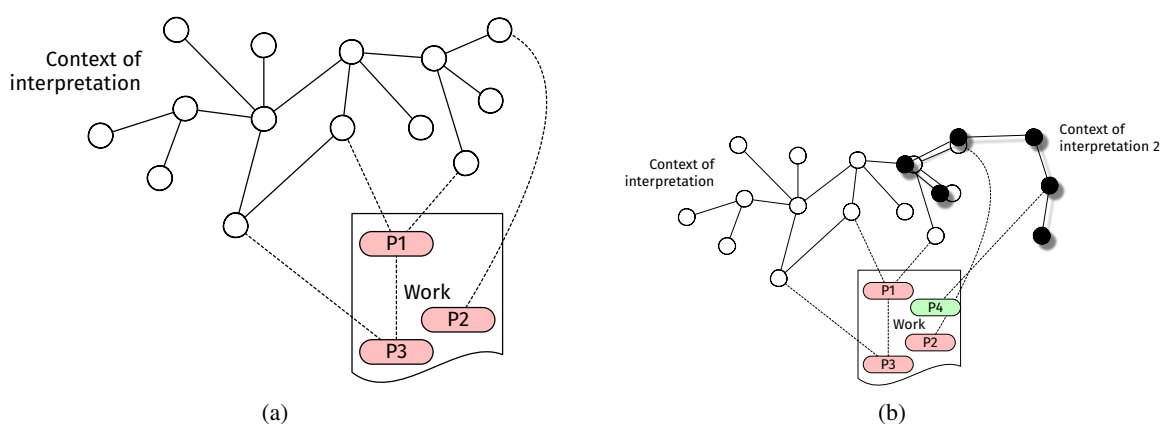 Context of
interpretation
P1
Work
P2
P3
(a)
Context of
interpretation
Context of
interpretation 2
P1
P4
Work
P2
P3
(b)